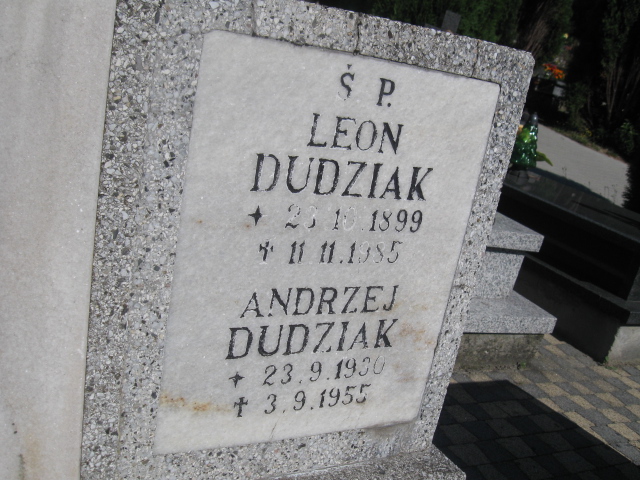 Ś P.
LEON
DUDZIAK
23 10.1899
11 11.1985
ANDRZEJ
DUDZIAK
23.9.1930
3.9.1955